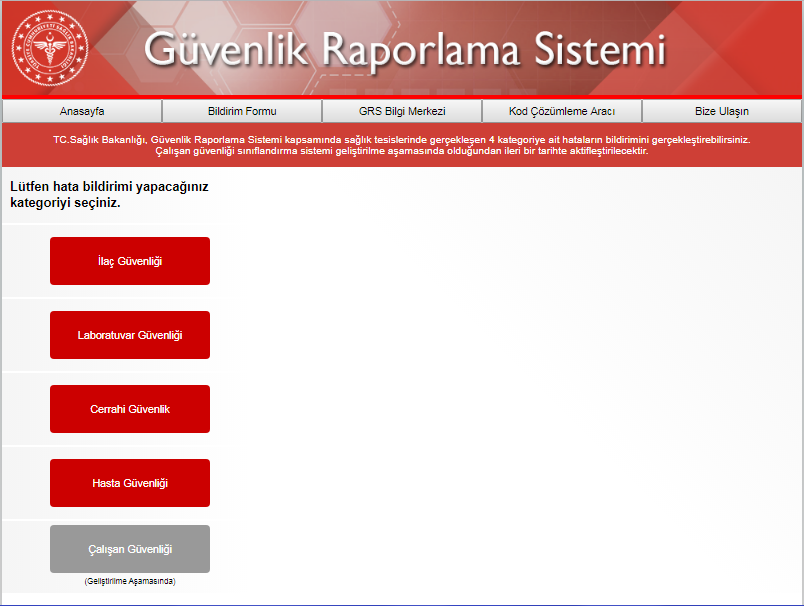 Güvenlik Raporlama Sistemi
Anasayfa
Bildirim Formu
GRS Bilgi Merkezi
Kod Çözümleme Aracı
Bize Ulaşın
TC.Sağlık Bakanlığı, Güvenlik Raporlama Sistemi kapsamında sağlık tesislerinde gerçekleşen 4 kategoriye ait hataların bildirimini gerçekleştirebilirsiniz.
Çalışan güvenliği sınıflandırma sistemi geliştirilme aşamasında olduğundan ileri bir tarihte aktifleştirilecektir.
Lütfen hata bildirimi yapacağınız
kategoriyi seçiniz.
İlaç Güvenliği
Laboratuvar Güvenliği
Cerrahi Güvenlik
Hasta Güvenliği
Çalışan Güvenliği
(Geliştirilme Aşamasında)